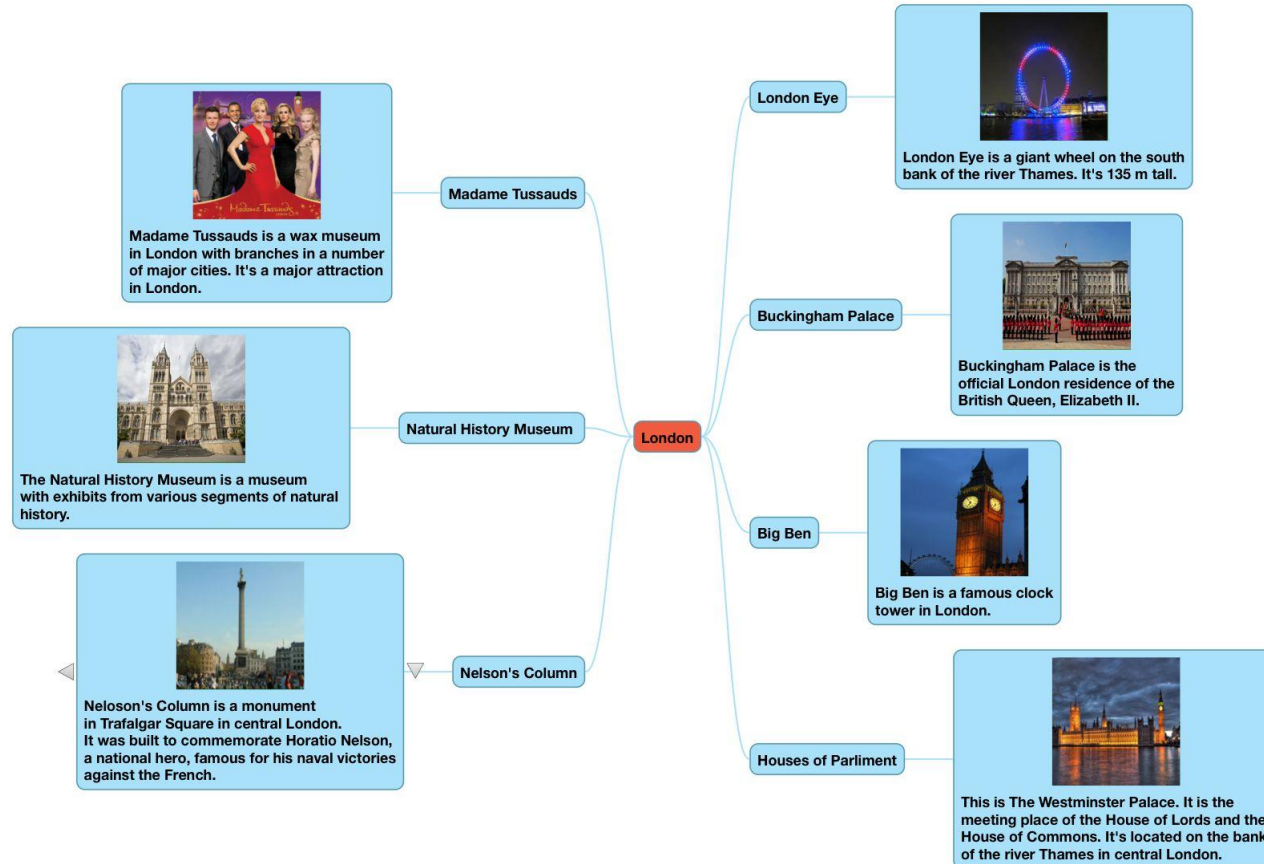 London
Madame Tussauds
Madame Tussauds
Madame Tussauds is a wax museum
in London with branches in a number
of major cities. It's a major attraction
in London.
Natural History Museum
The Natural History Museum is a museum
with exhibits from various segments of natural
history.
Nelson's Column
Neloson's Column is a monument
in Trafalgar Square in central London.
It was built to commemorate Horatio Nelson,
a national hero, famous for his naval victories
against the French.
London Eye
London Eye is a giant wheel on the south
bank of the river Thames. It's 135 m tall.
Buckingham Palace
Buckingham Palace is the
official London residence of the
British Queen, Elizabeth II.
Big Ben
Big Ben is a famous clock
tower in London.
Houses of Parliment
This is The Westminster Palace. It is the
meeting place of the House of Lords and the
House of Commons. It's located on the bank
of the river Thames in central London.